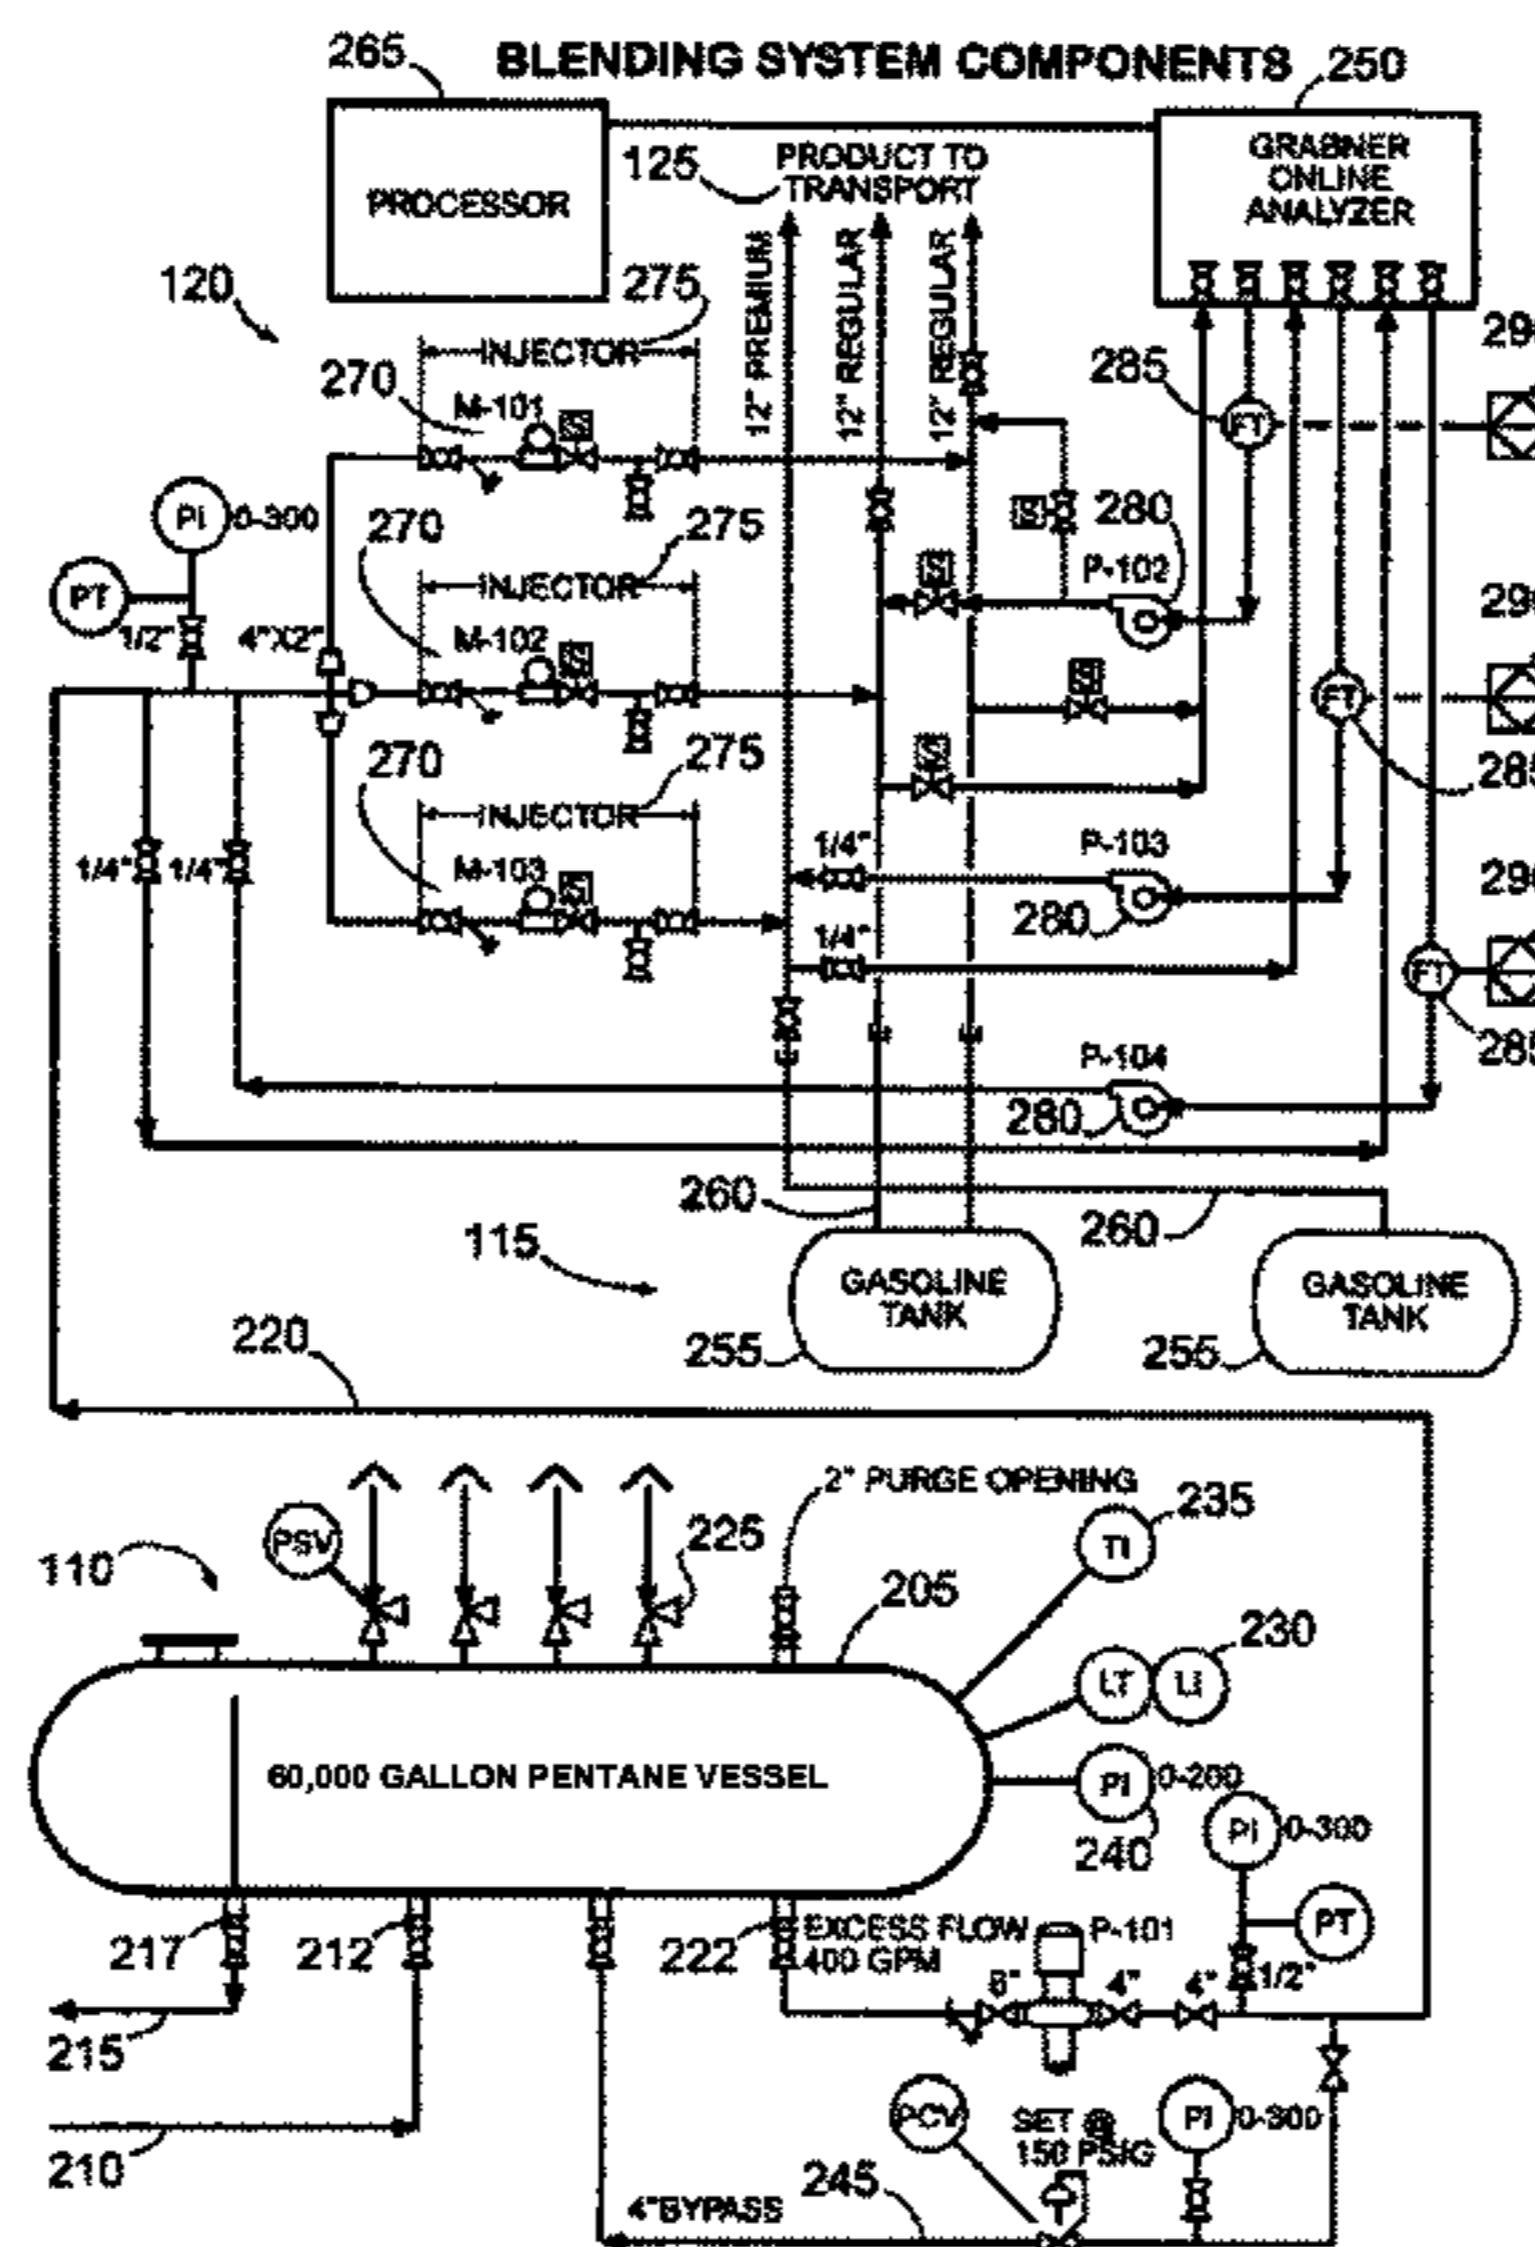 265
BLENDING SYSTEM COMPONENTS
250
PROCESSOR
125
PRODUCT TO
TRANSPORT
GRABNER
ONLINE
ANALYZER
120
275
12" PREMIUM
12" REGULAR
12" REGULAR
INJECTOR
270
M-101
285
FT
PI
0-300
270
275
280
P-102
PT
1/2"
4"X2"
INJECTOR
M-102
FT
285
270
275
INJECTOR
M-103
1/4"
1/4"
1/4"
P-103
280
1/4"
FT
285
P-104
280
260
260
115
GASOLINE
TANK
GASOLINE
TANK
255
255
220
2" PURGE OPENING
235
TI
PSV
225
110
205
230
LT
LI
60,000 GALLON PENTANE VESSEL
PI
0-200
240
PI
0-300
217
212
222
EXCESS FLOW
400 GPM
P-101
PT
6"
4"
4"
1/2"
215
PCV
SET @
150 PSIG
PI
0-300
210
4"BYPASS
245